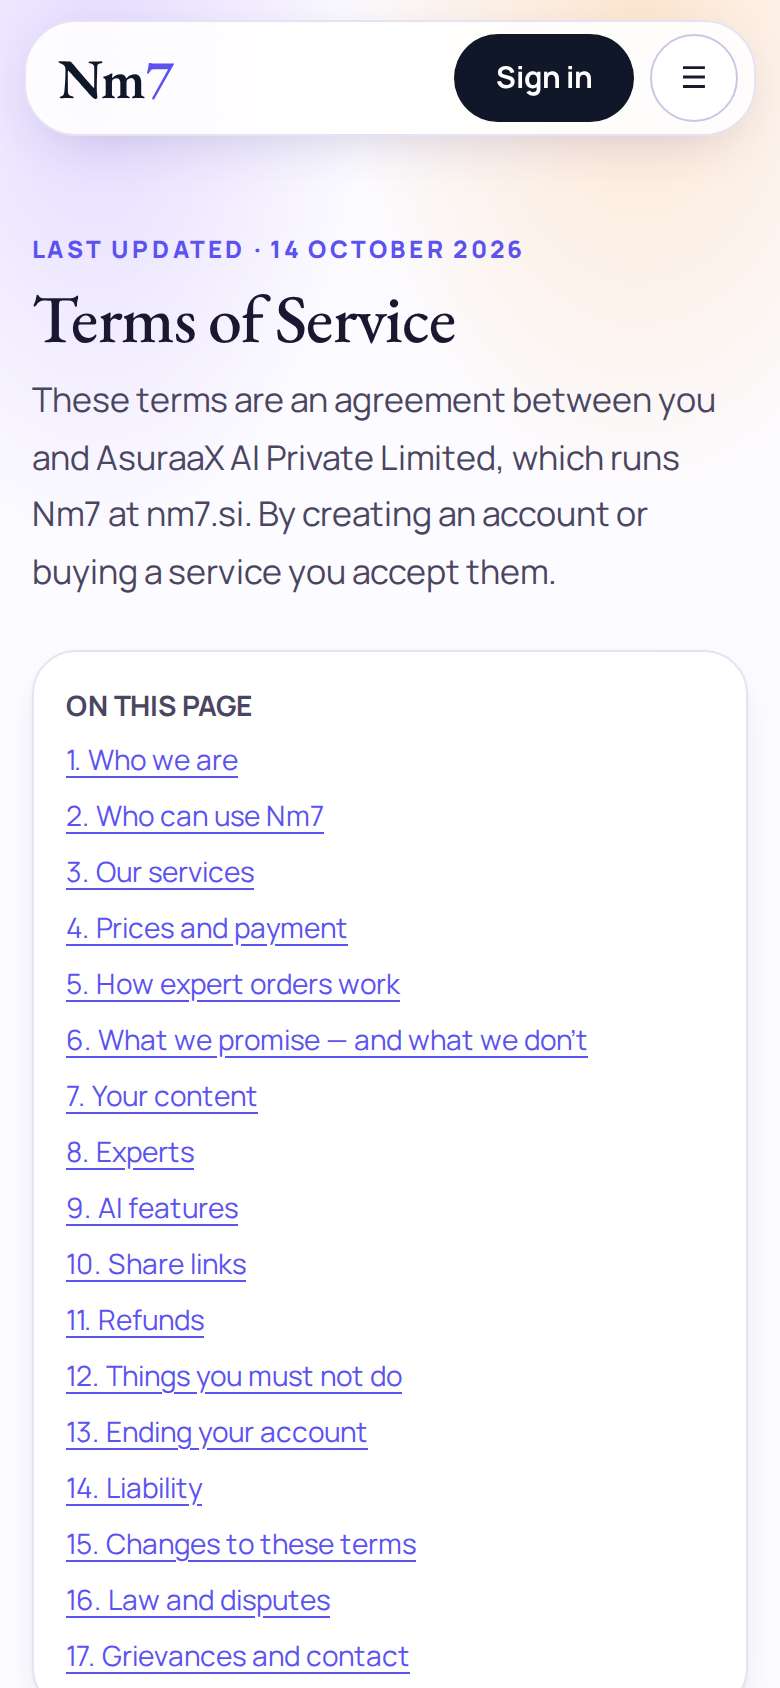 Nm7
Sign in
LAST UPDATED · 14 OCTOBER 2026
Terms of Service
These terms are an agreement between you
and AsuraaX AI Private Limited, which runs
Nm7 at nm7.si. By creating an account or
buying a service you accept them.
ON THIS PAGE
1. Who we are
2. Who can use Nm7
3. Our services
4. Prices and payment
5. How expert orders work
6. What we promise — and what we don’t
7. Your content
8. Experts
9. AI features
10. Share links
11. Refunds
12. Things you must not do
13. Ending your account
14. Liability
15. Changes to these terms
16. Law and disputes
17. Grievances and contact